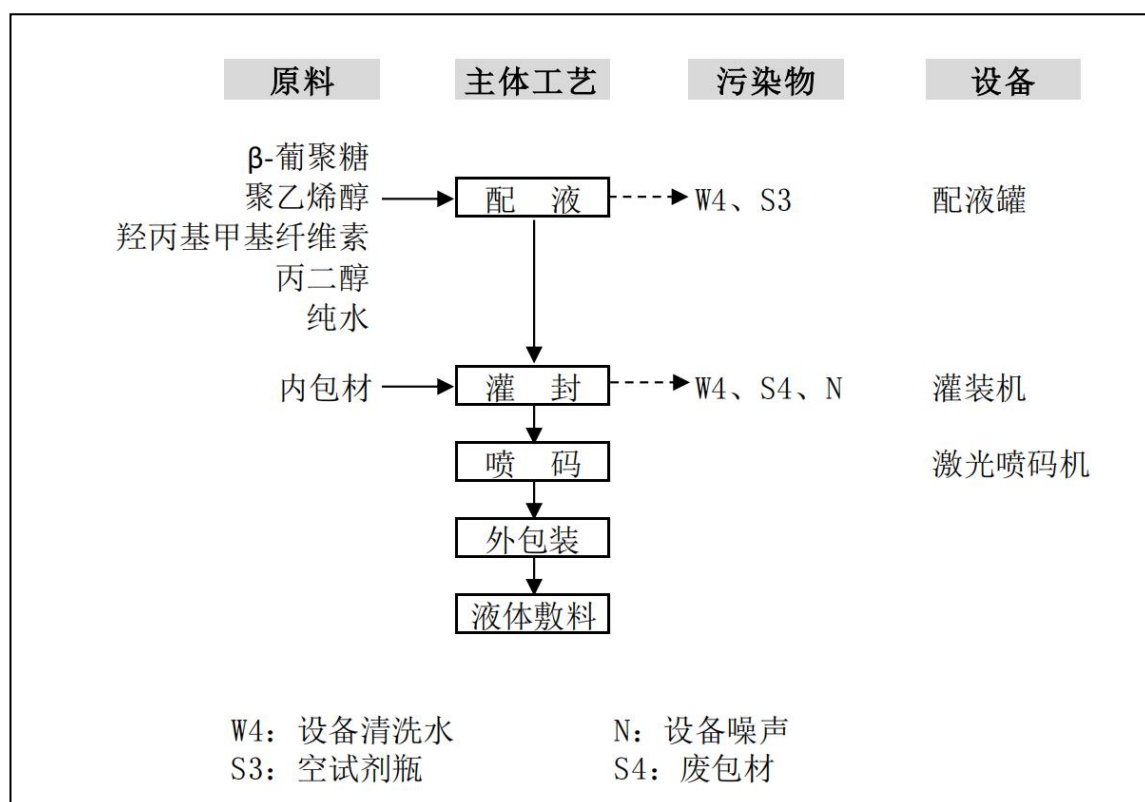 原料 主体工艺 污染物 设备
β-葡聚糖
聚乙烯醇 配 液 W4、S3 配液罐
羟丙基甲基纤维素
丙二醇
纯水
内包材 灌 封 W4、S4、N 灌装机
喷 码 激光喷码机
外包装
液体敷料
W4: 设备清洗水 N: 设备噪声
S3: 空试剂瓶 S4: 废包材